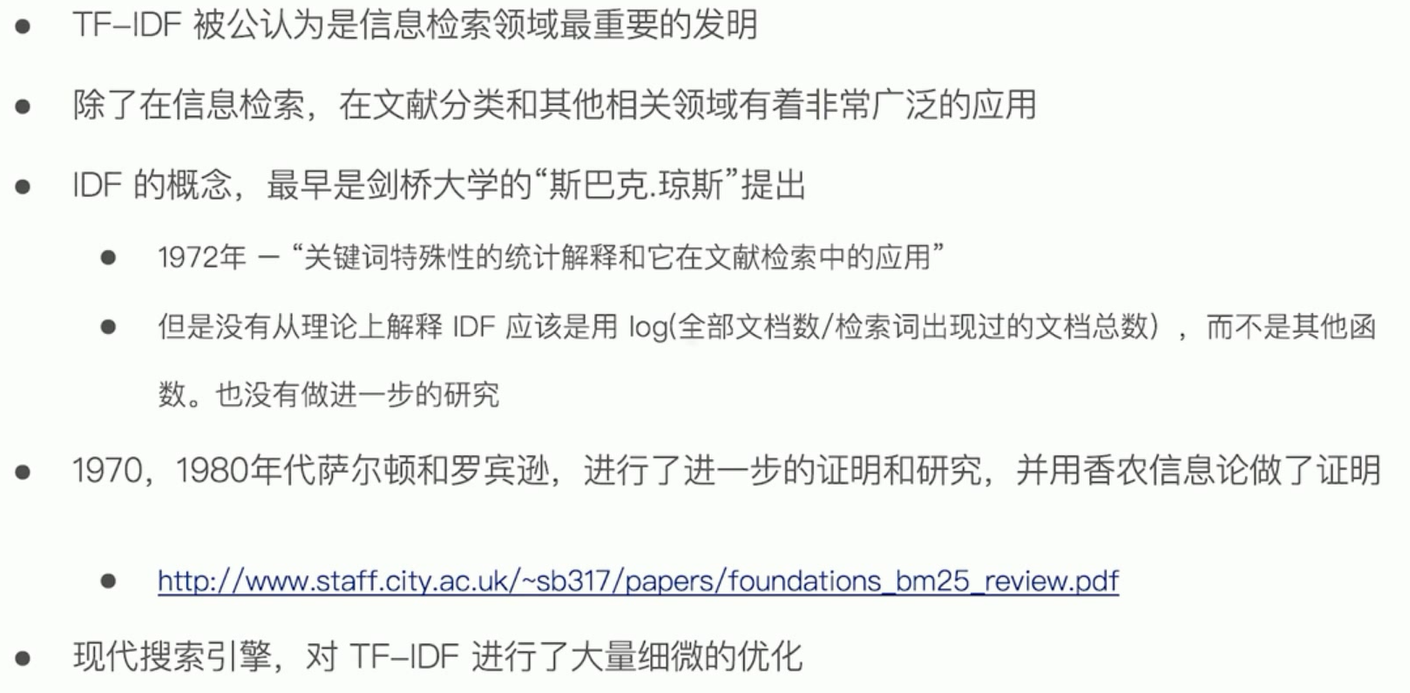 • TF-IDF 被公认为是信息检索领域最重要的发明
• 除了在信息检索，在文献分类和其他相关领域有着非常广泛的应用
• IDF 的概念，最早是剑桥大学的“斯巴克.琼斯”提出
• 1972年 — “关键词特殊性的统计解释和它在文献检索中的应用”
• 但是没有从理论上解释 IDF 应该是用 log(全部文档数/检索词出现过的文档总数），而不是其他函
数。也没有做进一步的研究
• 1970，1980年代萨尔顿和罗宾逊，进行了进一步的证明和研究，并用香农信息论做了证明
• http://www.staff.city.ac.uk/~sb317/papers/foundations_bm25_review.pdf
• 现代搜索引擎，对 TF-IDF 进行了大量细微的优化